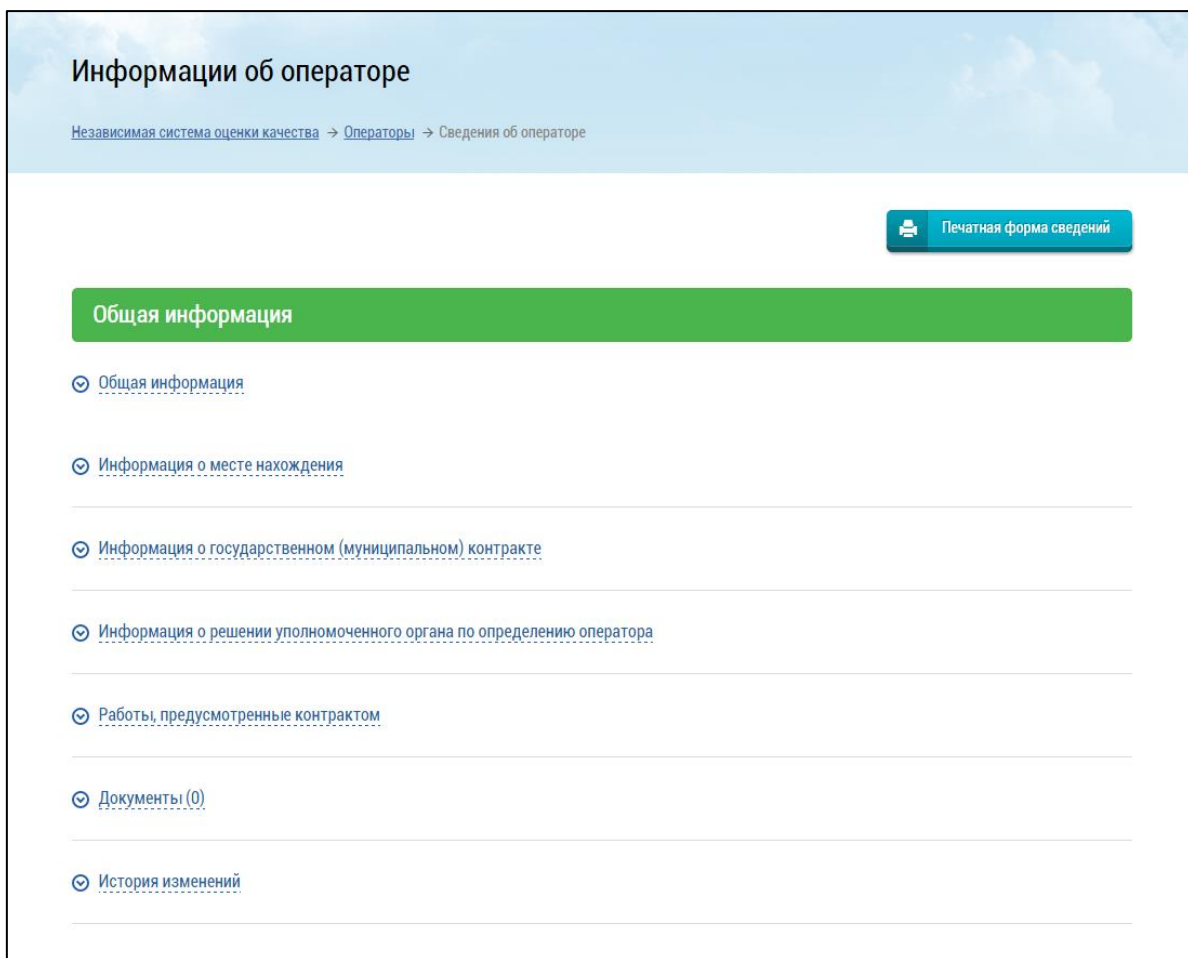 Информации об операторе
Независимая система оценки качества → Операторы → Сведения об операторе
Печатная форма сведений
Общая информация
Общая информация
Информация о месте нахождения
Информация о государственном (муниципальном) контракте
Информация о решении уполномоченного органа по определению оператора
Работы, предусмотренные контрактом
Документы (0)
История изменений